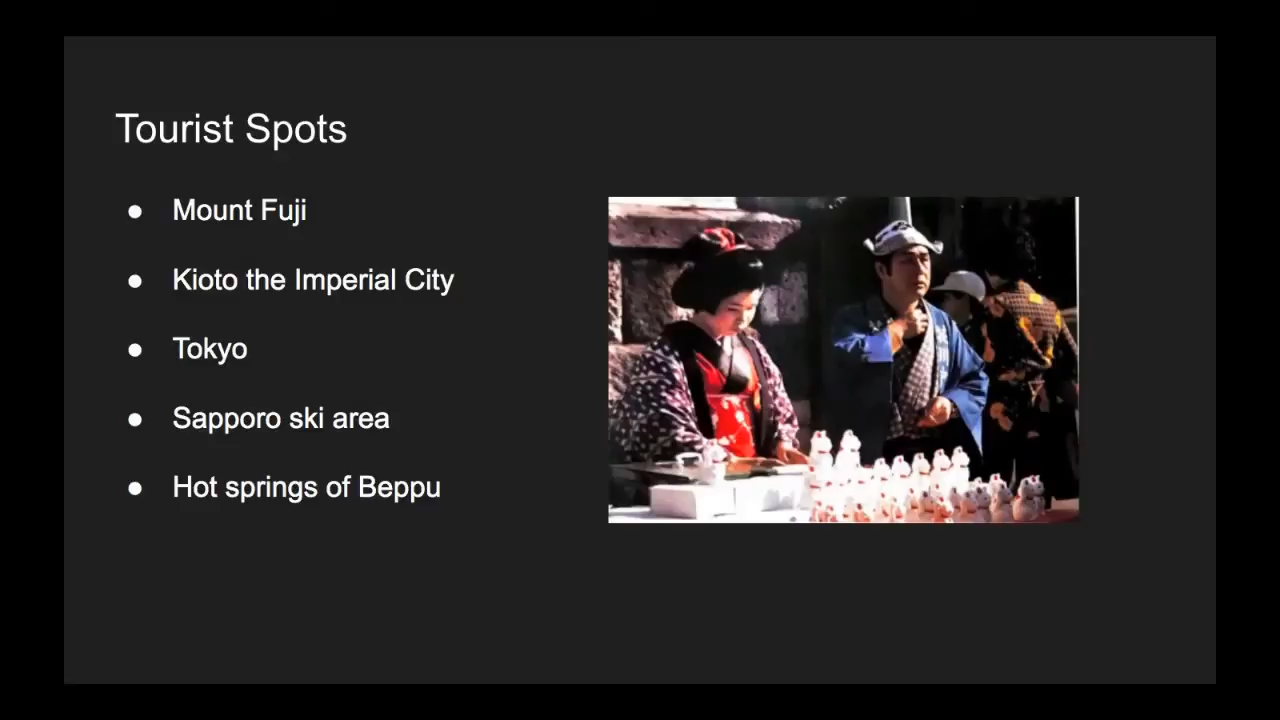 Tourist Spots
● Mount Fuji
● Kioto the Imperial City
● Tokyo
● Sapporo ski area
● Hot springs of Beppu